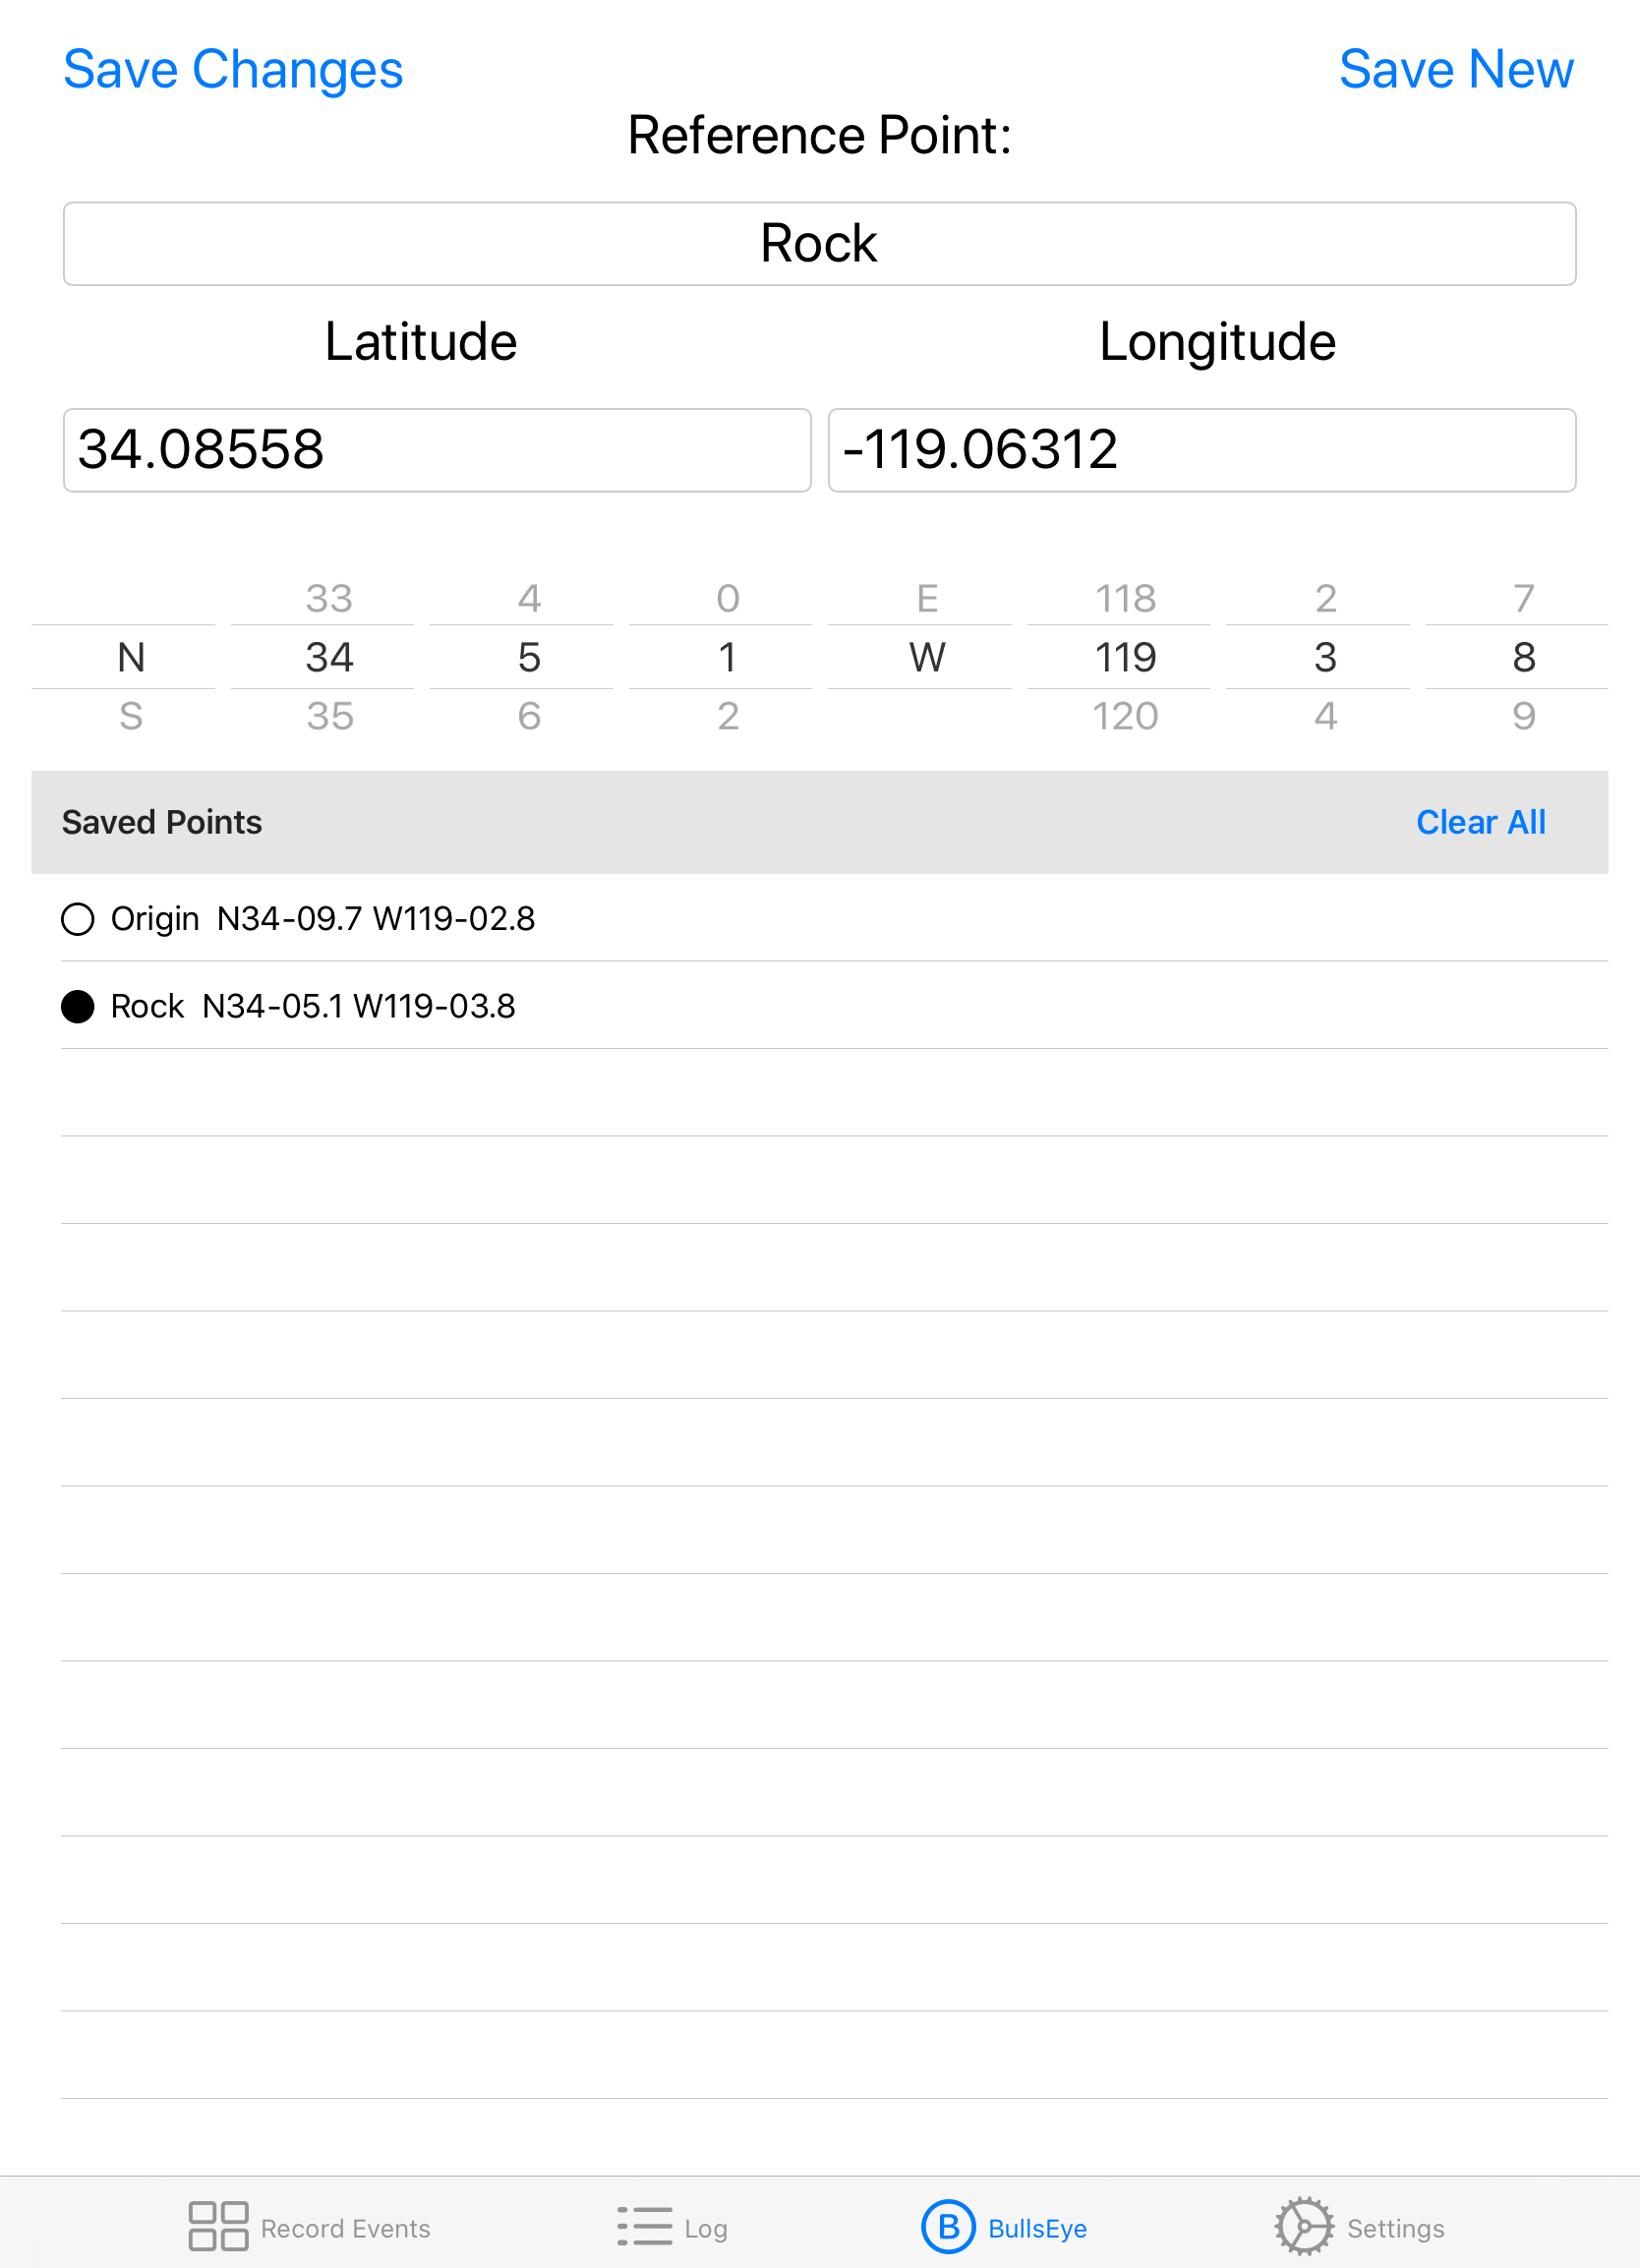 Save Changes Save New
Reference Point:
Rock
Latitude Longitude
34.08558 -119.06312
33 4 0 E 118 2 7
N 34 5 1 W 119 3 8
S 35 6 2 120 4 9
Saved Points Clear All
Origin N34-09.7 W119-02.8
Rock N34-05.1 W119-03.8
Record Events Log B BullsEye Settings